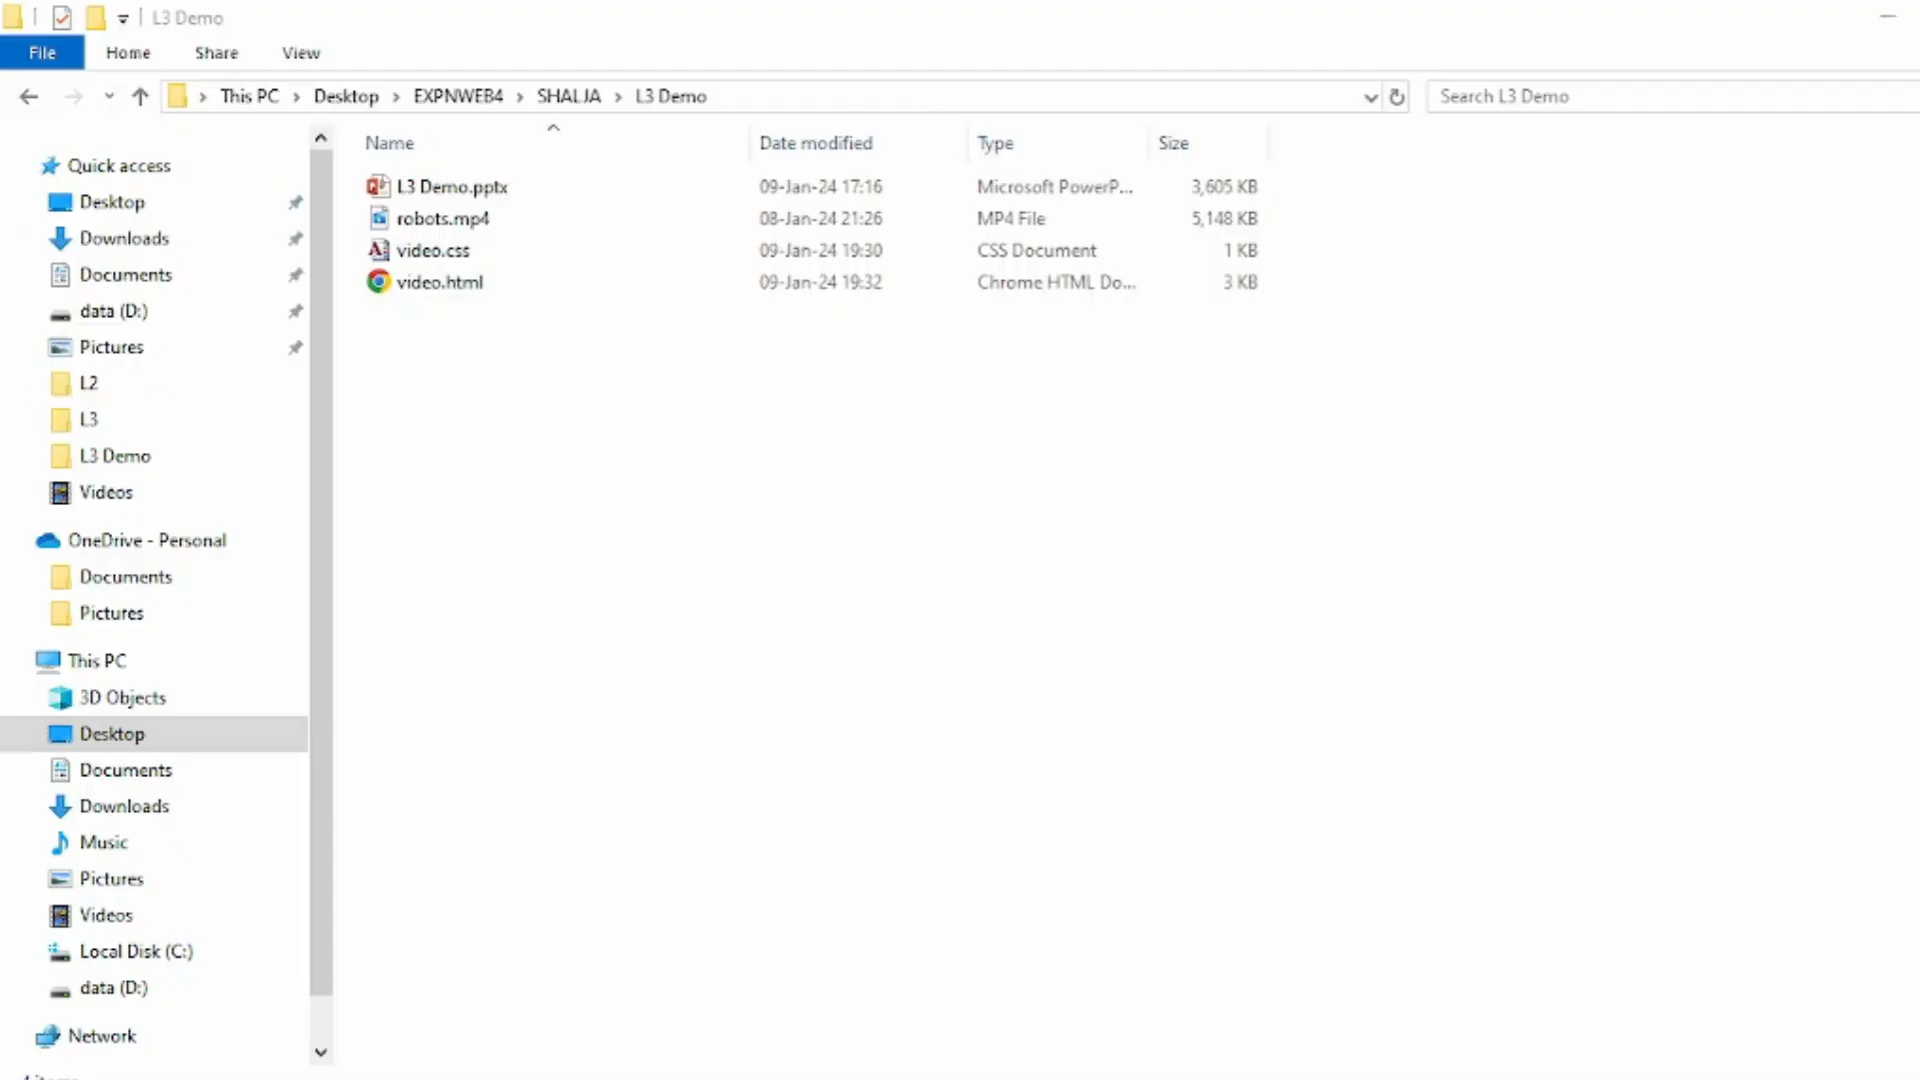 L3 Demo
File Home Share View
This PC Desktop EXPNWEB4 SHALJA L3 Demo Search L3 Demo
Name Date modified Type Size
L3 Demo.pptx 09-Jan-24 17:16 Microsoft PowerP... 3,605 KB
robots.mp4 08-Jan-24 21:26 MP4 File 5,148 KB
video.css 09-Jan-24 19:30 CSS Document 1 KB
video.html 09-Jan-24 19:32 Chrome HTML Do... 3 KB
Quick access
Desktop
Downloads
Documents
data (D:)
Pictures
L2
L3
L3 Demo
Videos
OneDrive - Personal
Documents
Pictures
This PC
3D Objects
Desktop
Documents
Downloads
Music
Pictures
Videos
Local Disk (C:)
data (D:)
Network